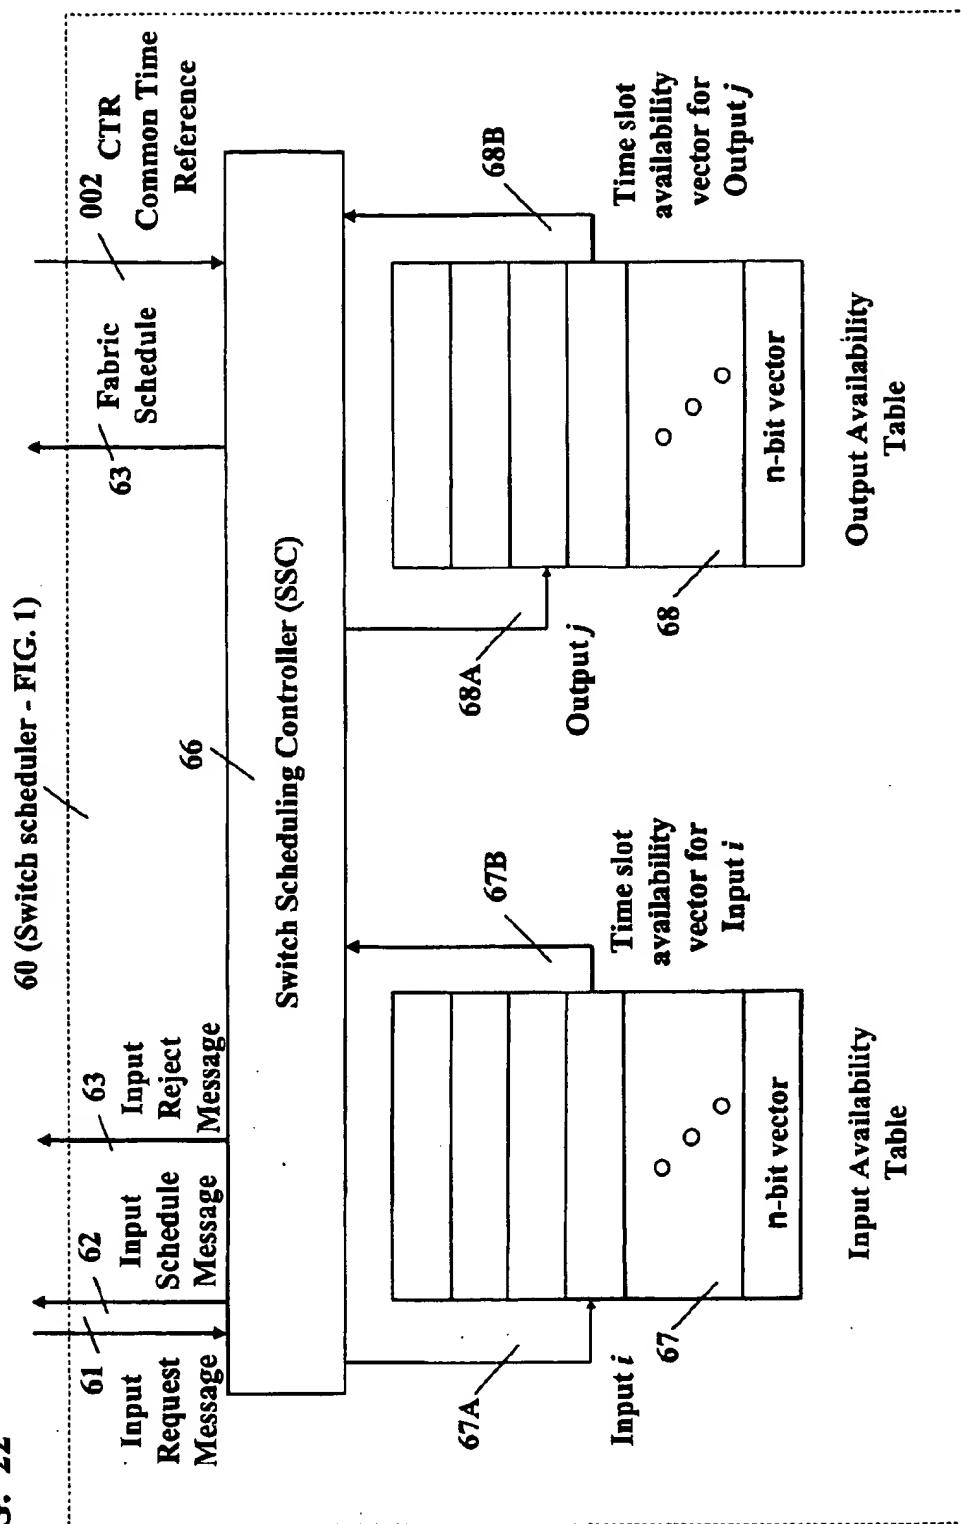 60 (Switch scheduler - FIG. 1)
61
Input
Request
Message
62
Input
Schedule
Message
63
Input
Reject
Message
63
Fabric
Schedule
002
CTR
Common Time
Reference
66
Switch Scheduling Controller (SSC)
67A
Input i
67
n-bit vector
67B
Time slot
availability
vector for
Input i
Input Availability
Table
68A
Output j
68
n-bit vector
68B
Time slot
availability
vector for
Output j
Output Availability
Table